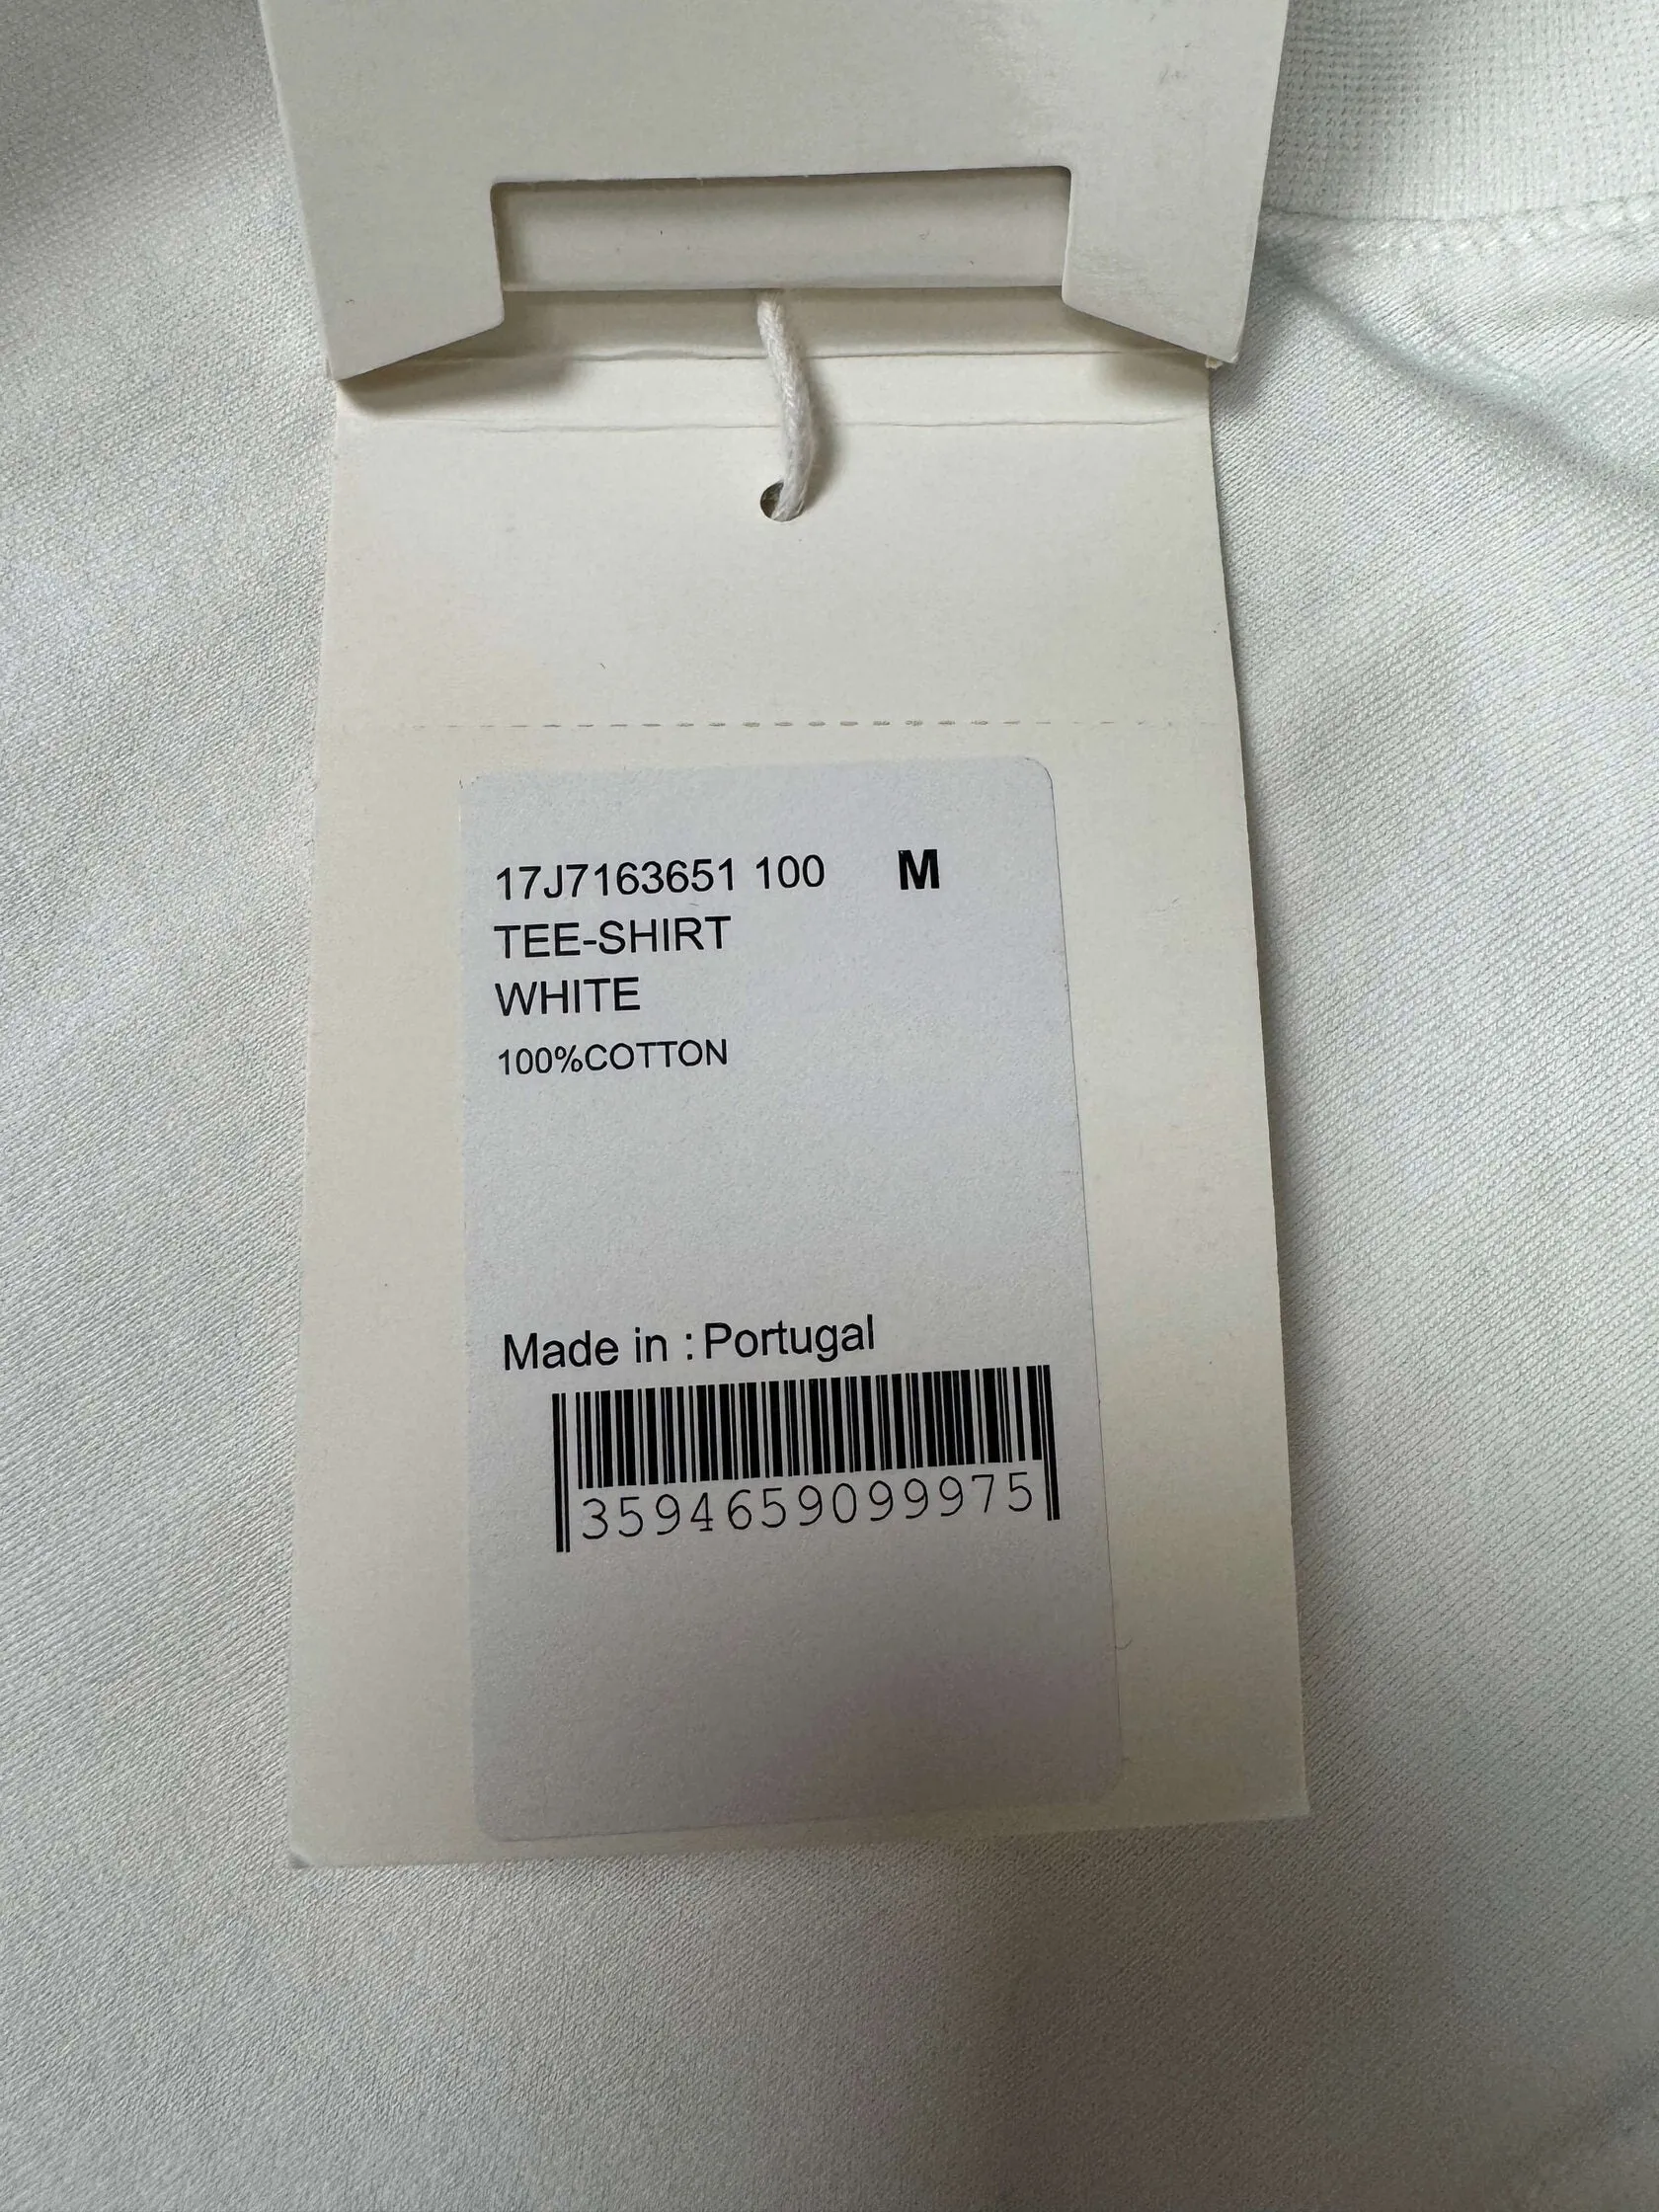 17J7163651 100 M
TEE-SHIRT
WHITE
100%COTTON
Made in : Portugal
3594659099975